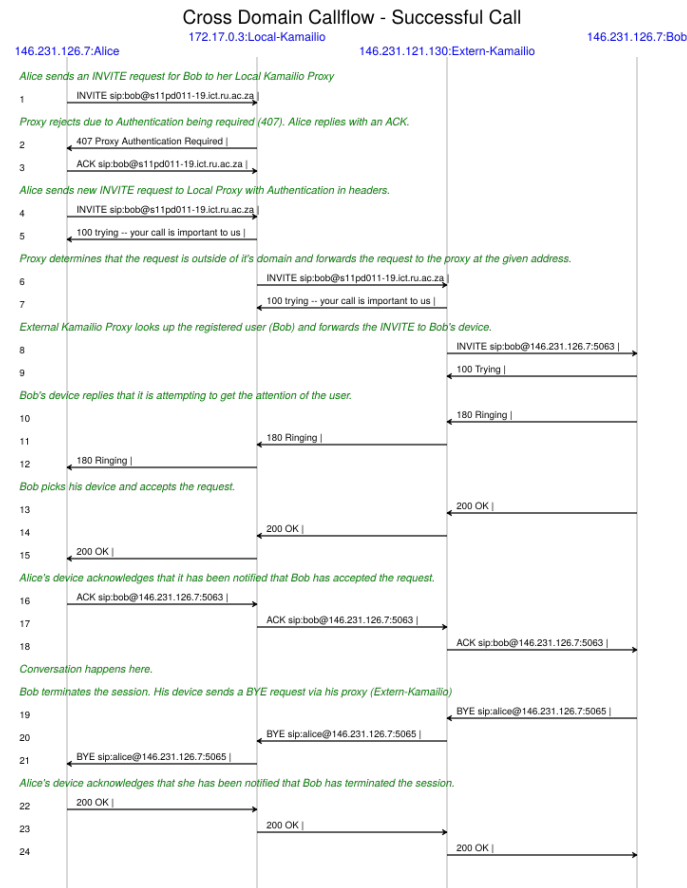 Cross Domain Callflow - Successful Call
172.17.0.3:Local-Kamailio
146.231.126.7:Bob
146.231.126.7:Alice
146.231.121.130:Extern-Kamailio
Alice sends an INVITE request for Bob to her Local Kamailio Proxy
1 INVITE sip:bob@s11pd011-19.ict.ru.ac.za |
Proxy rejects due to Authentication being required (407). Alice replies with an ACK.
2 407 Proxy Authentication Required |
3 ACK sip:bob@s11pd011-19.ict.ru.ac.za |
Alice sends new INVITE request to Local Proxy with Authentication in headers.
4 INVITE sip:bob@s11pd011-19.ict.ru.ac.za |
5 100 trying -- your call is important to us |
Proxy determines that the request is outside of it's domain and forwards the request to the proxy at the given address.
6 INVITE sip:bob@s11pd011-19.ict.ru.ac.za |
7 100 trying -- your call is important to us |
External Kamailio Proxy looks up the registered user (Bob) and forwards the INVITE to Bob's device.
8 INVITE sip:bob@146.231.126.7:5063 |
9 100 Trying |
Bob's device replies that it is attempting to get the attention of the user.
10 180 Ringing |
11 180 Ringing |
12 180 Ringing |
Bob picks his device and accepts the request.
13 200 OK |
14 200 OK |
15 200 OK |
Alice's device acknowledges that it has been notified that Bob has accepted the request.
16 ACK sip:bob@146.231.126.7:5063 |
17 ACK sip:bob@146.231.126.7:5063 |
18 ACK sip:bob@146.231.126.7:5063 |
Conversation happens here.
Bob terminates the session. His device sends a BYE request via his proxy (Extern-Kamailio)
19 BYE sip:alice@146.231.126.7:5065 |
20 BYE sip:alice@146.231.126.7:5065 |
21 BYE sip:alice@146.231.126.7:5065 |
Alice's device acknowledges that she has been notified that Bob has terminated the session.
22 200 OK |
23 200 OK |
24 200 OK |